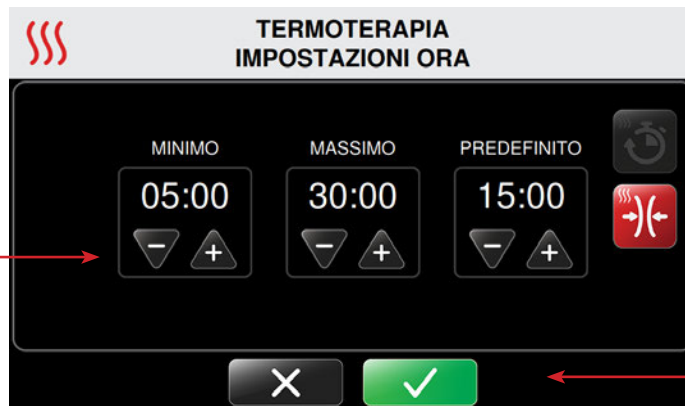 TERMOTERAPIA
IMPOSTAZIONI ORA
MINIMO MASSIMO PREDEFINITO
05:00 30:00 15:00